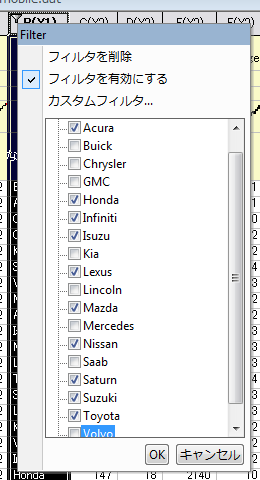 mobile.dat
B(Y1) C(Y2) D(Y2) E(Y2) F(Y2)
Filter
フィルタを削除
フィルタを有効にする
カスタムフィルタ...
Acura
Buick
Chrysler
GMC
Honda
Infiniti
Isuzu
Kia
Lexus
Lincoln
Mazda
Mercedes
Nissan
Saab
Saturn
Suzuki
Toyota
Volvo
OK キャンセル
Honda 147 18 2140 10